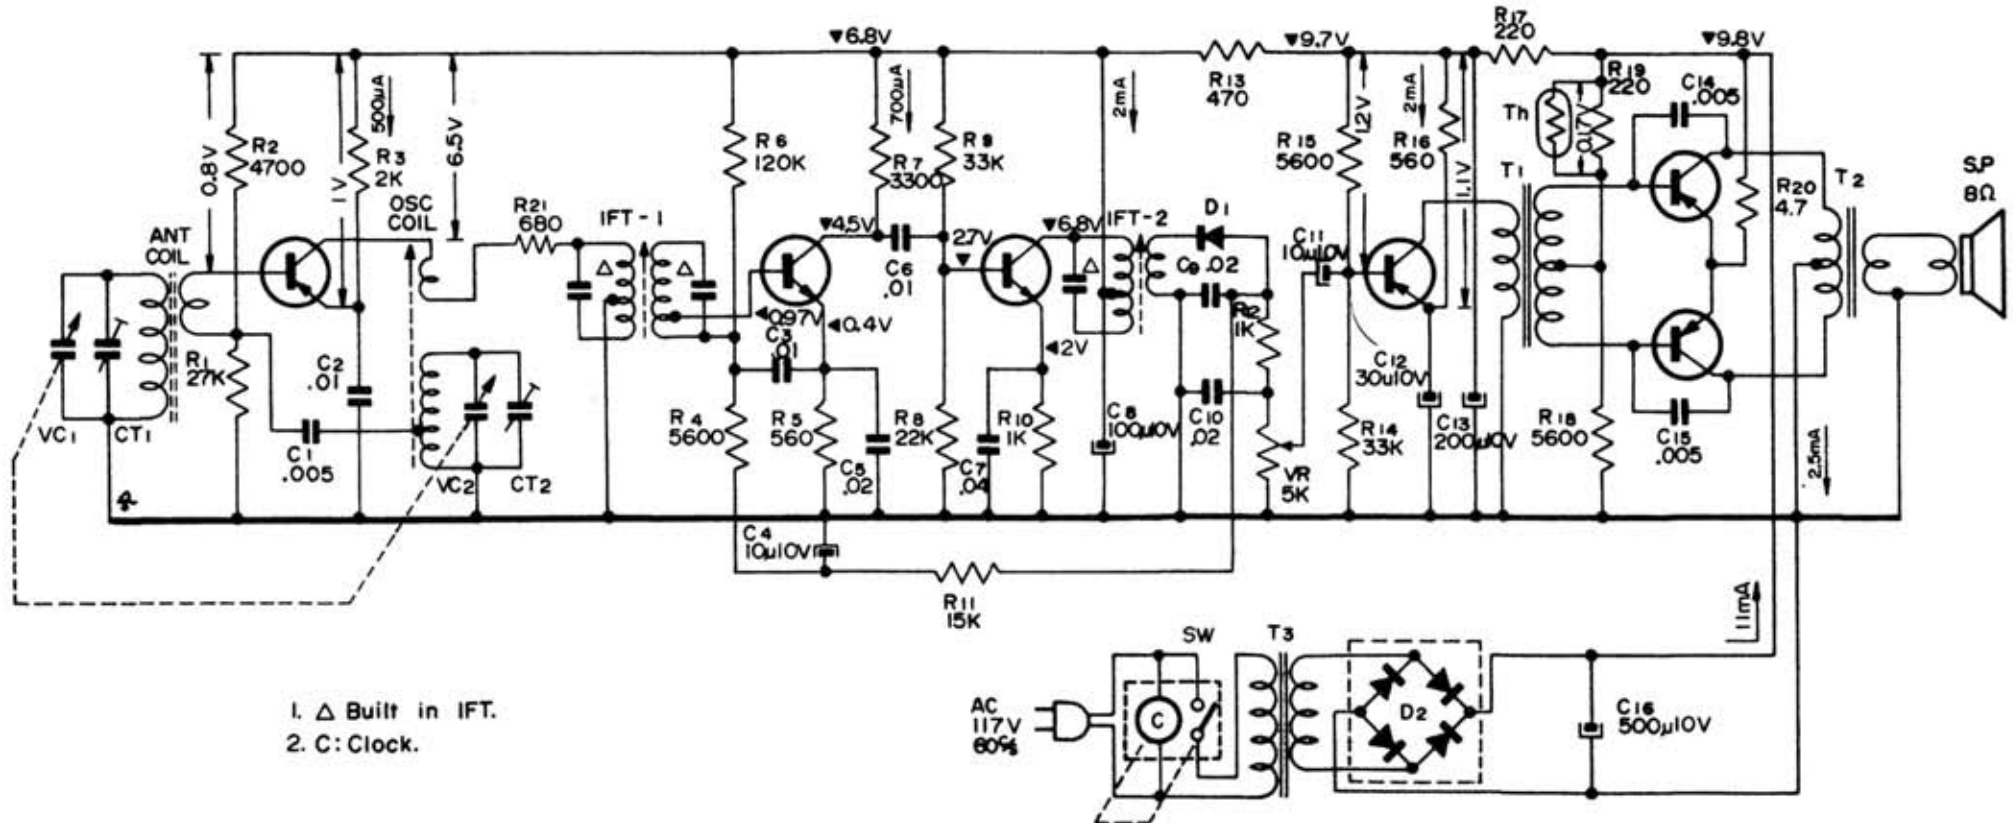 ▼6.8V
▼9.7V
R17
220
▼9.8V
R13
470
R19
220
C14
.005
Th
0.17V
0.8V
R2
4700
1V
500µA
R3
2K
6.5V
OSC
COIL
R21
680
IFT-1
△
△
R6
120K
700µA
R7
3300
R9
33K
2mA
1.2V
2mA
R15
5600
R16
560
1.1V
T1
R20
4.7
T2
S.P
8Ω
ANT
COIL
▼4.5V
C6
.01
2.7V
▼
▼6.8V
IFT-2
△
D1
C9 .02
C11
10µ10V
◀0.97V
◀0.4V
C3
.01
◀2V
1K
C12
30µ10V
R1
27K
C2
.01
VC1
CT1
C1
.005
VC2
CT2
R4
5600
R5
560
C5
.02
R8
22K
C7
.04
R10
1K
C8
100µ10V
C10
.02
VR
5K
R14
33K
C13
200µ10V
R18
5600
C15
.005
2.5mA
C4
10µ10V
R11
15K
11mA
SW
T3
AC
117V
60c/s
C
D2
C16
500µ10V
1. △ Built in IFT.
2. C: Clock.